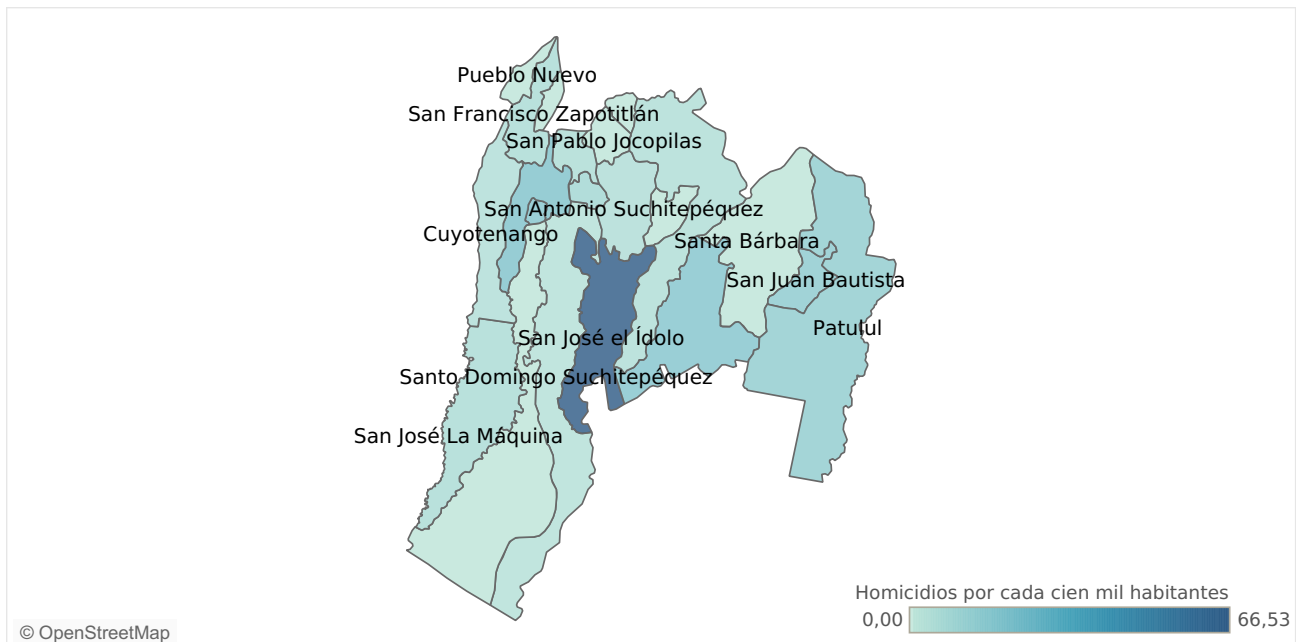 Pueblo Nuevo
San Francisco Zapotitlán
San Pablo Jocopilas
San Antonio Suchitepéquez
Cuyotenango
Santa Bárbara
San Juan Bautista
Patulul
San José el Ídolo
Santo Domingo Suchitepéquez
San José La Máquina
Homicidios por cada cien mil habitantes
0,00
66,53
© OpenStreetMap